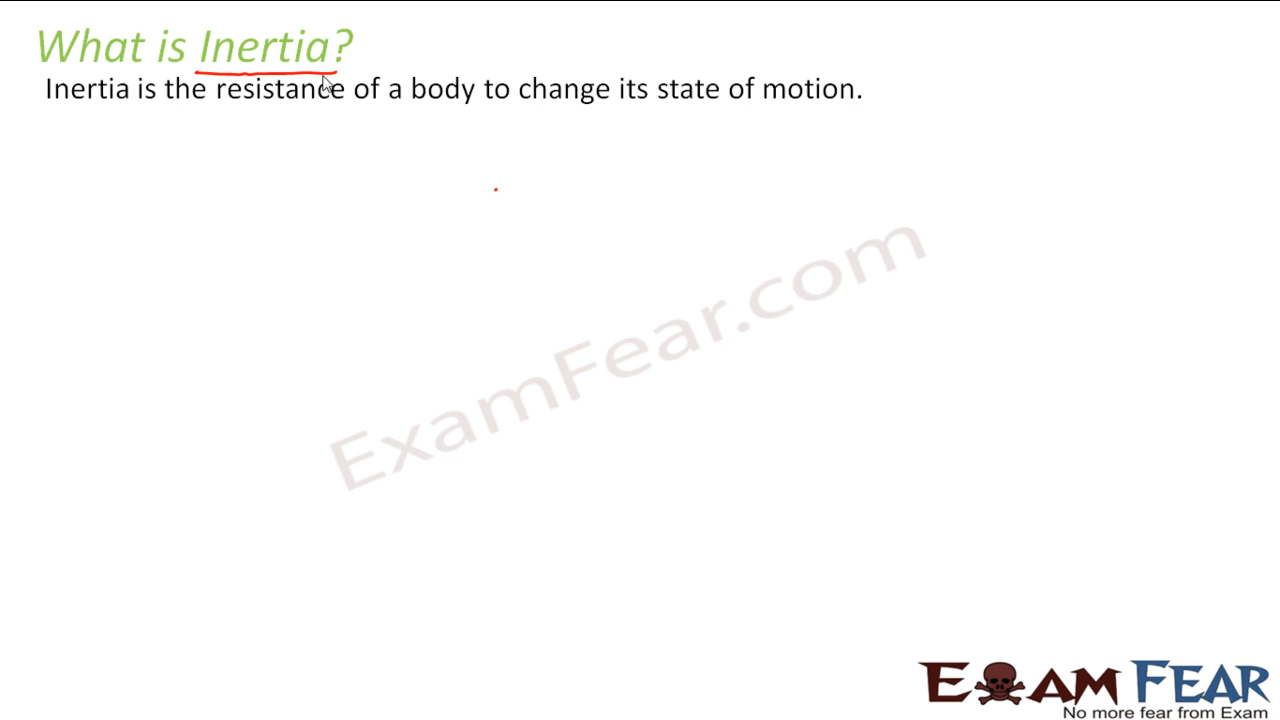 What is Inertia?
Inertia is the resistance of a body to change its state of motion.
ExamFear.com
EXAM FEAR
No more fear from Exam